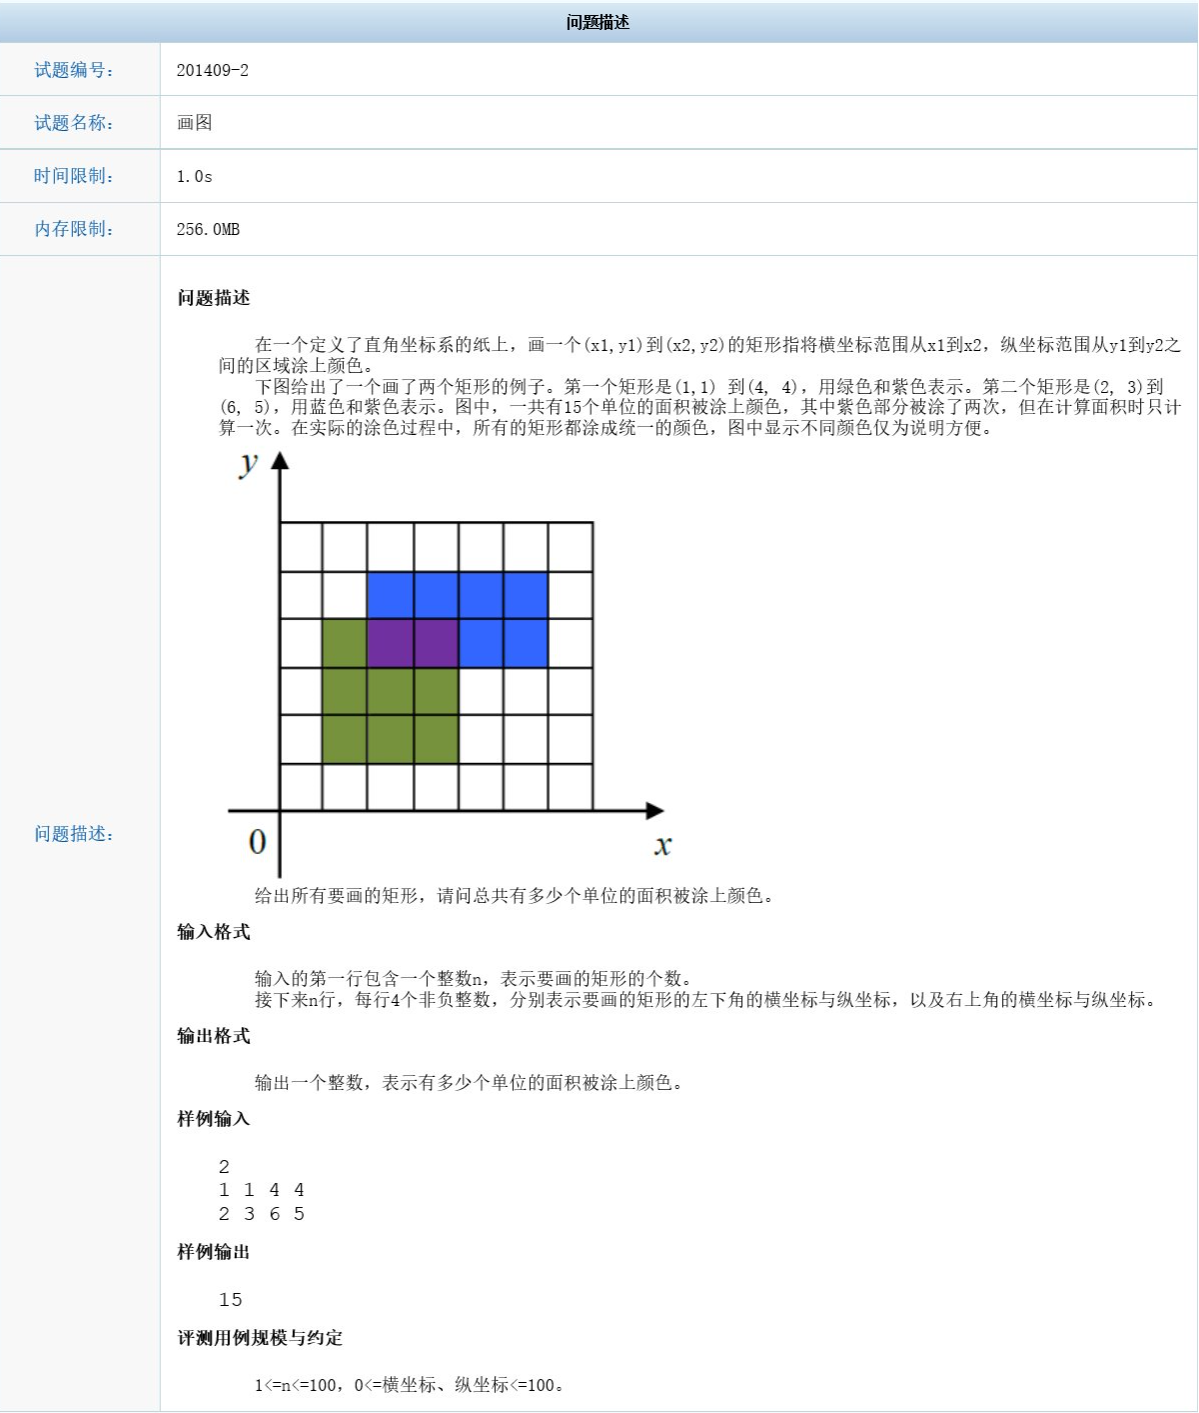 问题描述
试题编号： 201409-2
试题名称： 画图
时间限制： 1.0s
内存限制： 256.0MB
问题描述：
问题描述
在一个定义了直角坐标系的纸上，画一个(x1,y1)到(x2,y2)的矩形指将横坐标范围从x1到x2，纵坐标范围从y1到y2之
间的区域涂上颜色。
下图给出了一个画了两个矩形的例子。第一个矩形是(1,1) 到(4, 4)，用绿色和紫色表示。第二个矩形是(2, 3)到
(6, 5)，用蓝色和紫色表示。图中，一共有15个单位的面积被涂上颜色，其中紫色部分被涂了两次，但在计算面积时只计
算一次。在实际的涂色过程中，所有的矩形都涂成统一的颜色，图中显示不同颜色仅为说明方便。
y
0
x
给出所有要画的矩形，请问总共有多少个单位的面积被涂上颜色。
输入格式
输入的第一行包含一个整数n，表示要画的矩形的个数。
接下来n行，每行4个非负整数，分别表示要画的矩形的左下角的横坐标与纵坐标，以及右上角的横坐标与纵坐标。
输出格式
输出一个整数，表示有多少个单位的面积被涂上颜色。
样例输入
2
1 1 4 4
2 3 6 5
样例输出
15
评测用例规模与约定
1<=n<=100，0<=横坐标、纵坐标<=100。